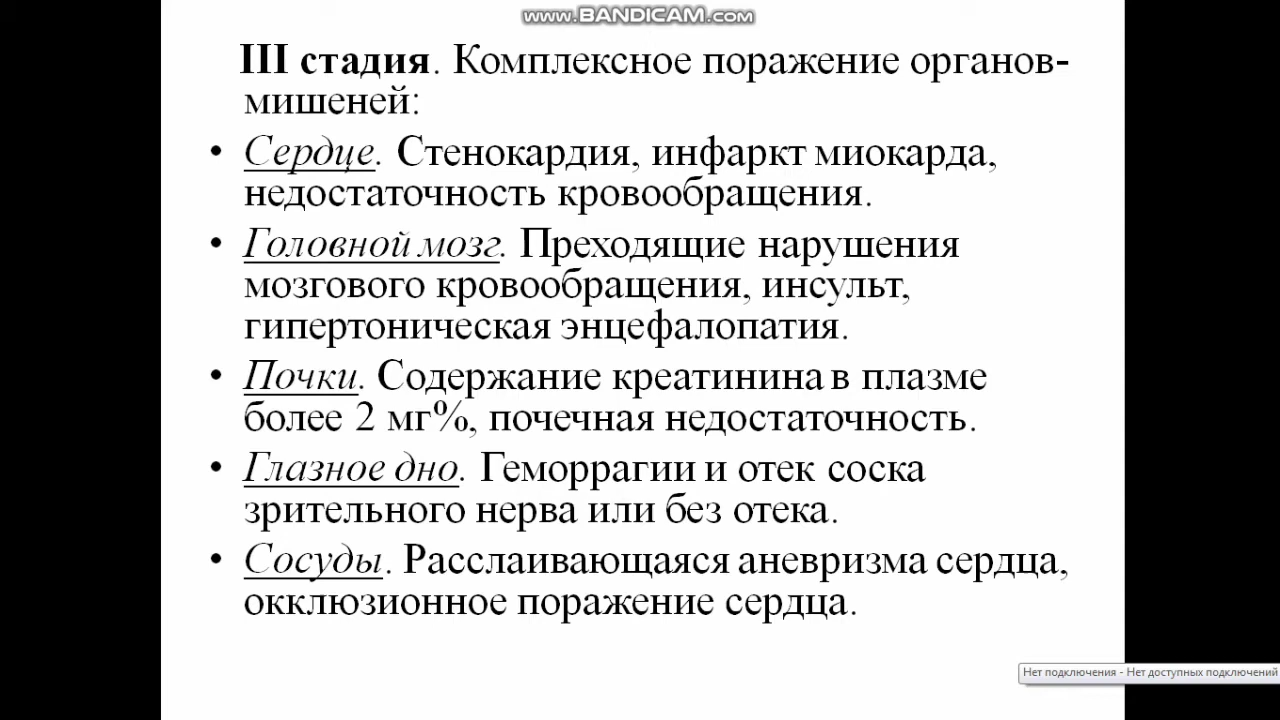 www.BANDICAM.com
III стадия. Комплексное поражение органов-
мишеней:
• Сердце. Стенокардия, инфаркт миокарда,
недостаточность кровообращения.
• Головной мозг. Преходящие нарушения
мозгового кровообращения, инсульт,
гипертоническая энцефалопатия.
• Почки. Содержание креатинина в плазме
более 2 мг%, почечная недостаточность.
• Глазное дно. Геморрагии и отек соска
зрительного нерва или без отека.
• Сосуды. Расслаивающаяся аневризма сердца,
окклюзионное поражение сердца.
Нет подключения - Нет доступных подключений